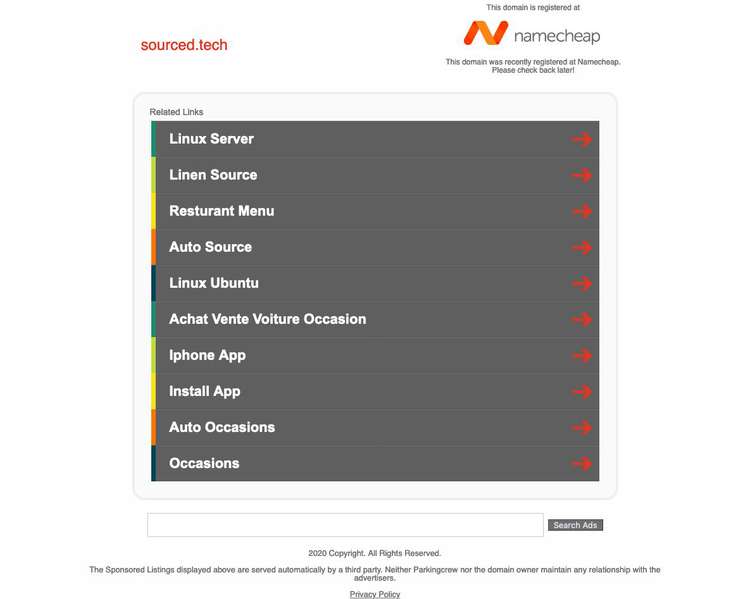 This domain is registered at
sourced.tech
namecheap
This domain was recently registered at Namecheap.
Please check back later!
Related Links
Linux Server
Linen Source
Resturant Menu
Auto Source
Linux Ubuntu
Achat Vente Voiture Occasion
Iphone App
Install App
Auto Occasions
Occasions
Search Ads
2020 Copyright. All Rights Reserved.
The Sponsored Listings displayed above are served automatically by a third party. Neither Parkingcrew nor the domain owner maintain any relationship with the
advertisers.
Privacy Policy